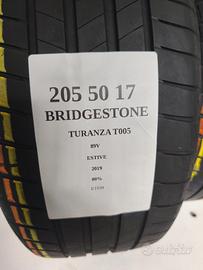 205 50 17
BRIDGESTONE
TURANZA T005
89V
ESTIVE
2019
80%
subito